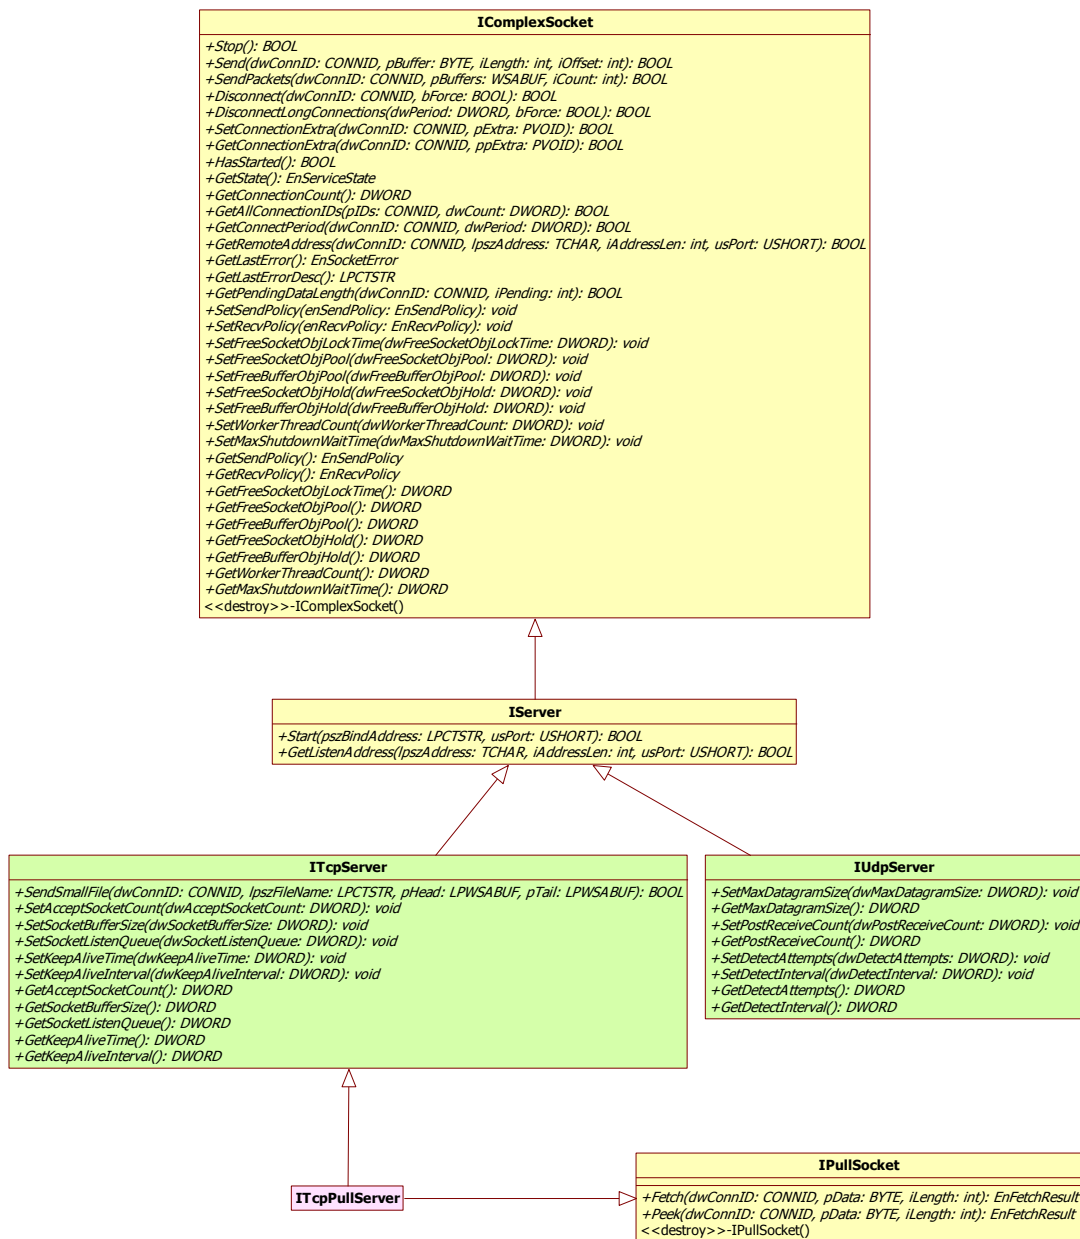 IComplexSocket
+Stop(): BOOL
+Send(dwConnID: CONNID, pBuffer: BYTE, iLength: int, iOffset: int): BOOL
+SendPackets(dwConnID: CONNID, pBuffers: WSABUF, iCount: int): BOOL
+Disconnect(dwConnID: CONNID, bForce: BOOL): BOOL
+DisconnectLongConnections(dwPeriod: DWORD, bForce: BOOL): BOOL
+SetConnectionExtra(dwConnID: CONNID, pExtra: PVOID): BOOL
+GetConnectionExtra(dwConnID: CONNID, ppExtra: PVOID): BOOL
+HasStarted(): BOOL
+GetState(): EnServiceState
+GetConnectionCount(): DWORD
+GetAllConnectionIDs(pIDs: CONNID, dwCount: DWORD): BOOL
+GetConnectPeriod(dwConnID: CONNID, dwPeriod: DWORD): BOOL
+GetRemoteAddress(dwConnID: CONNID, lpszAddress: TCHAR, iAddressLen: int, usPort: USHORT): BOOL
+GetLastError(): EnSocketError
+GetLastErrorDesc(): LPCTSTR
+GetPendingDataLength(dwConnID: CONNID, iPending: int): BOOL
+SetSendPolicy(enSendPolicy: EnSendPolicy): void
+SetRecvPolicy(enRecvPolicy: EnRecvPolicy): void
+SetFreeSocketObjLockTime(dwFreeSocketObjLockTime: DWORD): void
+SetFreeSocketObjPool(dwFreeSocketObjPool: DWORD): void
+SetFreeBufferObjPool(dwFreeBufferObjPool: DWORD): void
+SetFreeSocketObjHold(dwFreeSocketObjHold: DWORD): void
+SetFreeBufferObjHold(dwFreeBufferObjHold: DWORD): void
+SetWorkerThreadCount(dwWorkerThreadCount: DWORD): void
+SetMaxShutdownWaitTime(dwMaxShutdownWaitTime: DWORD): void
+GetSendPolicy(): EnSendPolicy
+GetRecvPolicy(): EnRecvPolicy
+GetFreeSocketObjLockTime(): DWORD
+GetFreeSocketObjPool(): DWORD
+GetFreeBufferObjPool(): DWORD
+GetFreeSocketObjHold(): DWORD
+GetFreeBufferObjHold(): DWORD
+GetWorkerThreadCount(): DWORD
+GetMaxShutdownWaitTime(): DWORD
<<destroy>>-IComplexSocket()
IServer
+Start(pszBindAddress: LPCTSTR, usPort: USHORT): BOOL
+GetListenAddress(lpszAddress: TCHAR, iAddressLen: int, usPort: USHORT): BOOL
ITcpServer
+SendSmallFile(dwConnID: CONNID, lpszFileName: LPCTSTR, pHead: LPWSABUF, pTail: LPWSABUF): BOOL
+SetAcceptSocketCount(dwAcceptSocketCount: DWORD): void
+SetSocketBufferSize(dwSocketBufferSize: DWORD): void
+SetSocketListenQueue(dwSocketListenQueue: DWORD): void
+SetKeepAliveTime(dwKeepAliveTime: DWORD): void
+SetKeepAliveInterval(dwKeepAliveInterval: DWORD): void
+GetAcceptSocketCount(): DWORD
+GetSocketBufferSize(): DWORD
+GetSocketListenQueue(): DWORD
+GetKeepAliveTime(): DWORD
+GetKeepAliveInterval(): DWORD
IUdpServer
+SetMaxDatagramSize(dwMaxDatagramSize: DWORD): void
+GetMaxDatagramSize(): DWORD
+SetPostReceiveCount(dwPostReceiveCount: DWORD): void
+GetPostReceiveCount(): DWORD
+SetDetectAttempts(dwDetectAttempts: DWORD): void
+SetDetectInterval(dwDetectInterval: DWORD): void
+GetDetectAttempts(): DWORD
+GetDetectInterval(): DWORD
ITcpPullServer
IPullSocket
+Fetch(dwConnID: CONNID, pData: BYTE, iLength: int): EnFetchResult
+Peek(dwConnID: CONNID, pData: BYTE, iLength: int): EnFetchResult
<<destroy>>-IPullSocket()